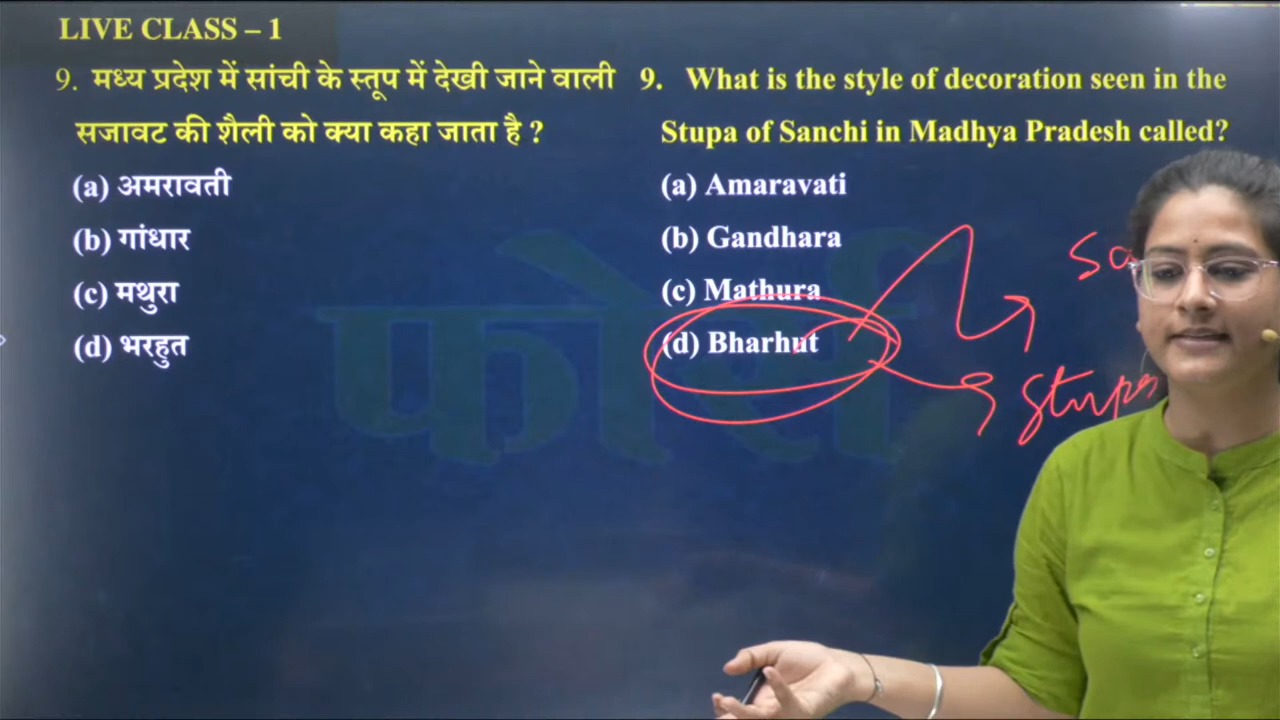 LIVE CLASS – 1
9. मध्य प्रदेश में सांची के स्तूप में देखी जाने वाली
सजावट की शैली को क्या कहा जाता है ?
(a) अमरावती
(b) गांधार
(c) मथुरा
(d) भरहुत
9. What is the style of decoration seen in the
Stupa of Sanchi in Madhya Pradesh called?
(a) Amaravati
(b) Gandhara
(c) Mathura
(d) Bharhut